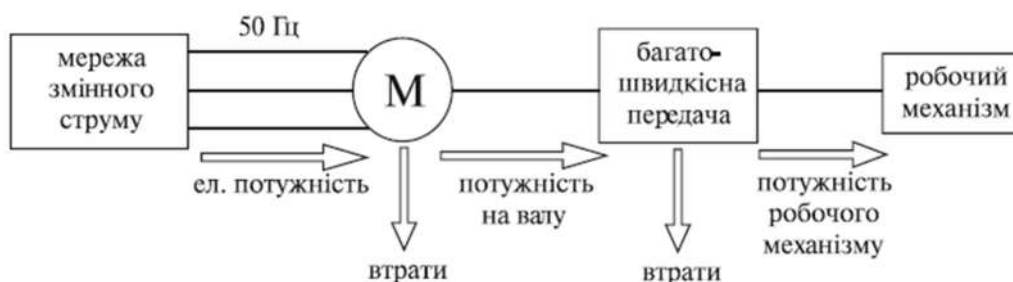 50 Гц
мережа
змінного
струму
М
багато-
швидкісна
передача
робочий
механізм
ел. потужність
потужність
на валу
потужність
робочого
механізму
втрати
втрати